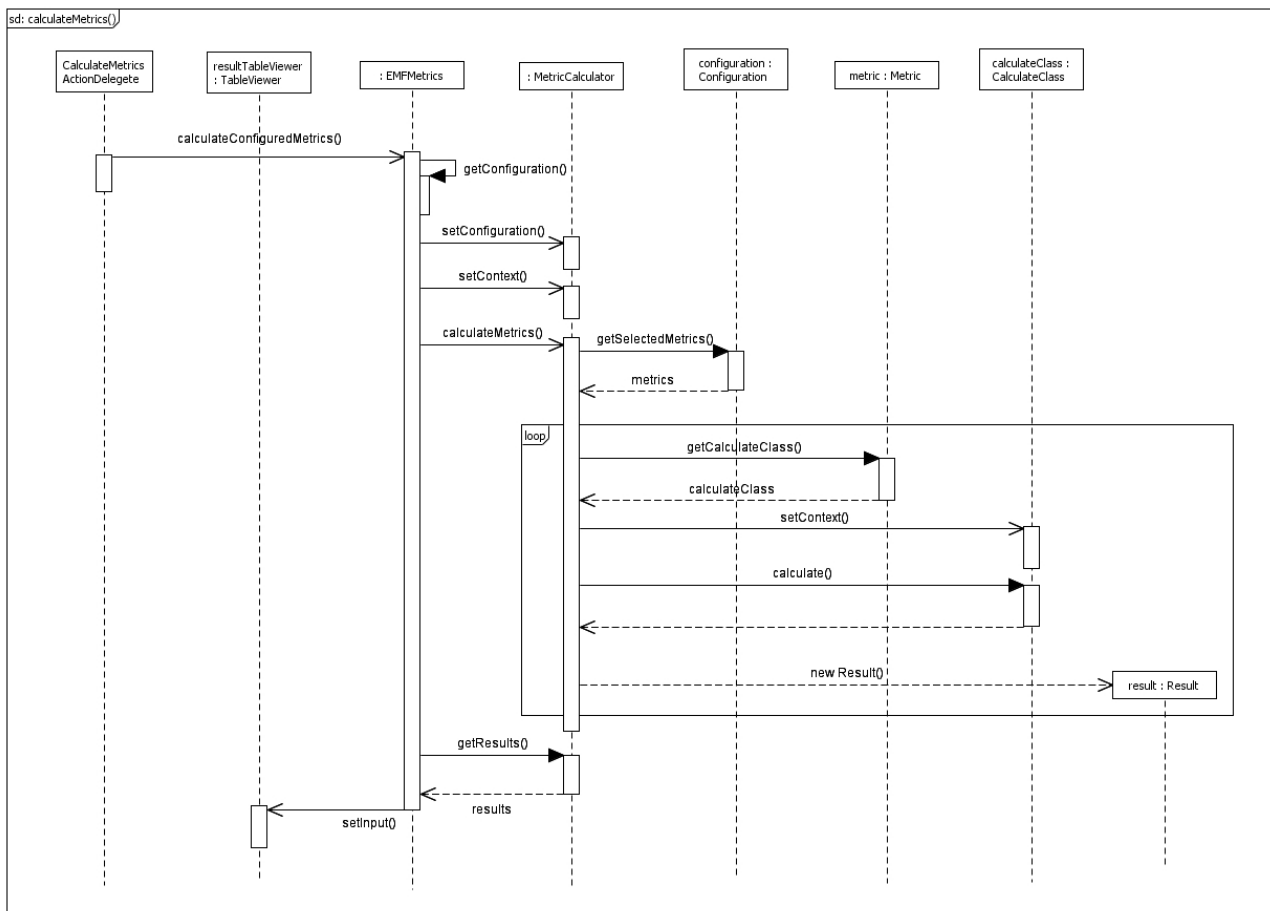 sd: calculateMetrics()
CalculateMetrics
ActionDelegete
resultTableViewer
: TableViewer
: EMFMetrics
: MetricCalculator
configuration :
Configuration
metric : Metric
calculateClass :
CalculateClass
calculateConfiguredMetrics()
getConfiguration()
setConfiguration()
setContext()
calculateMetrics()
getSelectedMetrics()
metrics
loop
getCalculateClass()
calculateClass
setContext()
calculate()
new Result()
result : Result
getResults()
results
setInput()